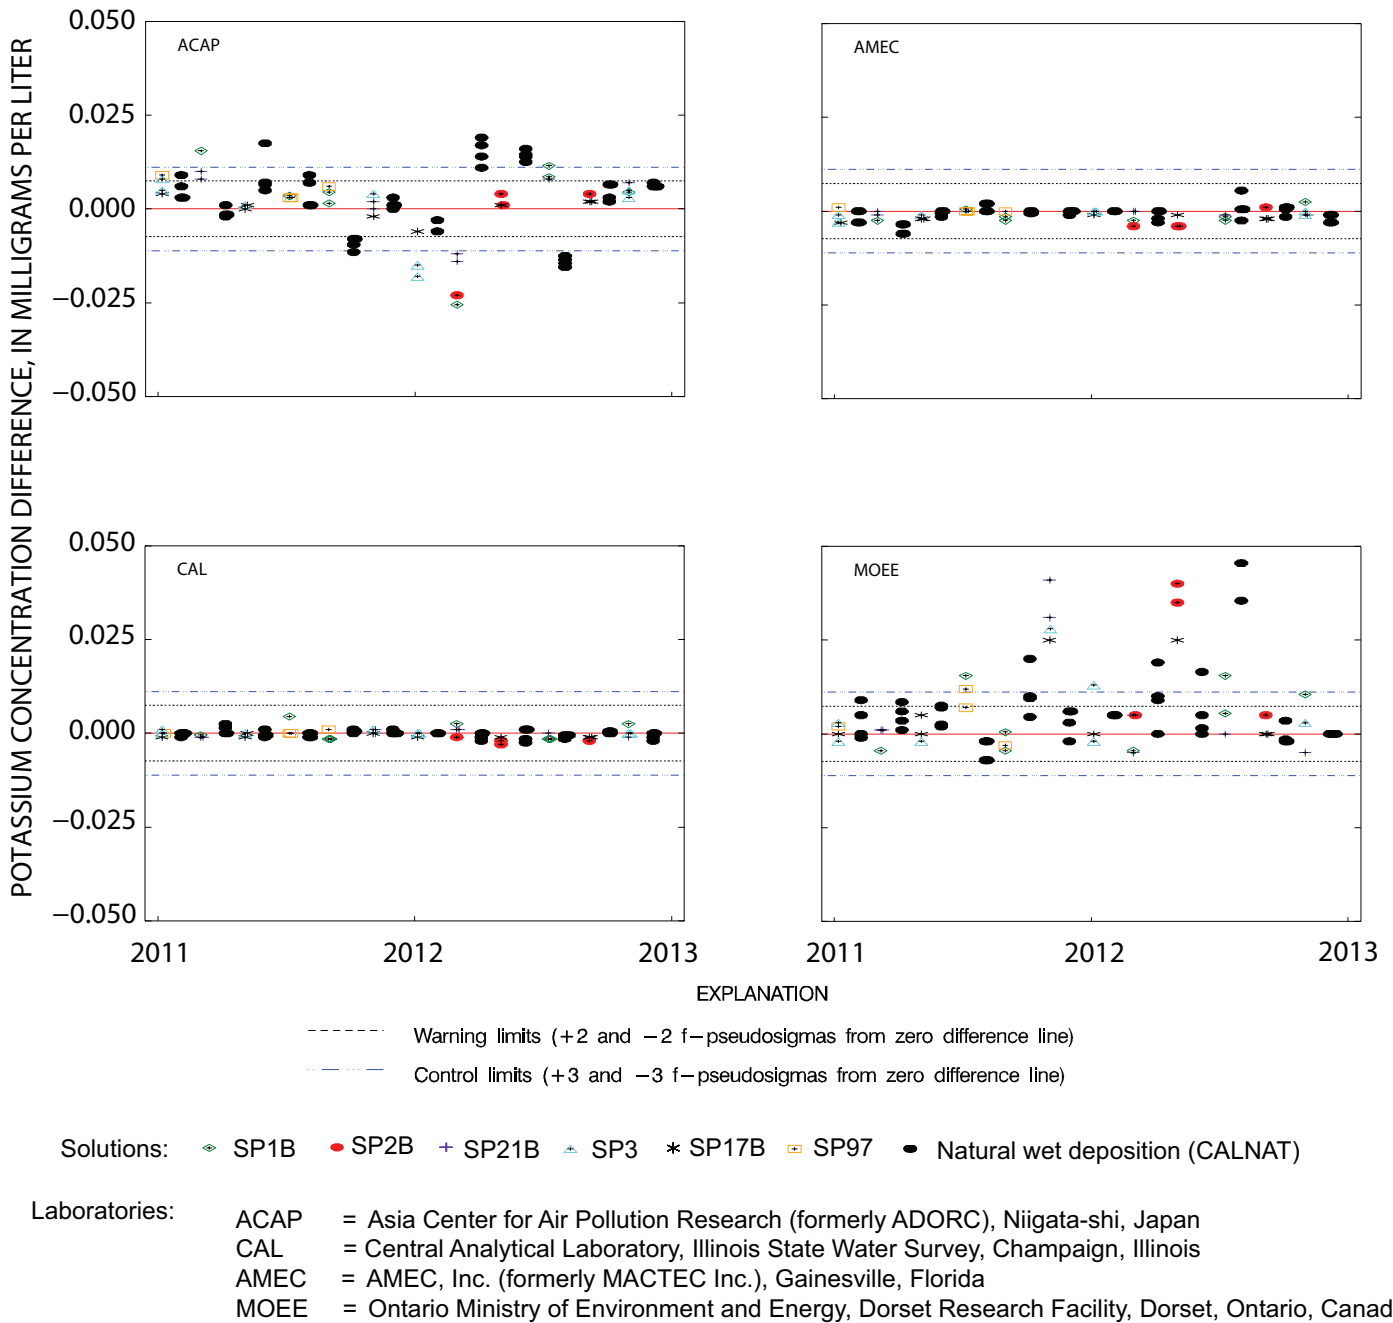 POTASSIUM CONCENTRATION DIFFERENCE, IN MILLIGRAMS PER LITER
0.050
0.025
0.000
−0.025
−0.050
ACAP
AMEC
0.050
0.025
0.000
−0.025
−0.050
CAL
MOEE
2011 2012 2013 2011 2012 2013
EXPLANATION
Warning limits (+2 and −2 f−pseudosigmas from zero difference line)
Control limits (+3 and −3 f−pseudosigmas from zero difference line)
Solutions: SP1B SP2B SP21B SP3 SP17B SP97 Natural wet deposition (CALNAT)
Laboratories:
ACAP = Asia Center for Air Pollution Research (formerly ADORC), Niigata-shi, Japan
CAL = Central Analytical Laboratory, Illinois State Water Survey, Champaign, Illinois
AMEC = AMEC, Inc. (formerly MACTEC Inc.), Gainesville, Florida
MOEE = Ontario Ministry of Environment and Energy, Dorset Research Facility, Dorset, Ontario, Canad